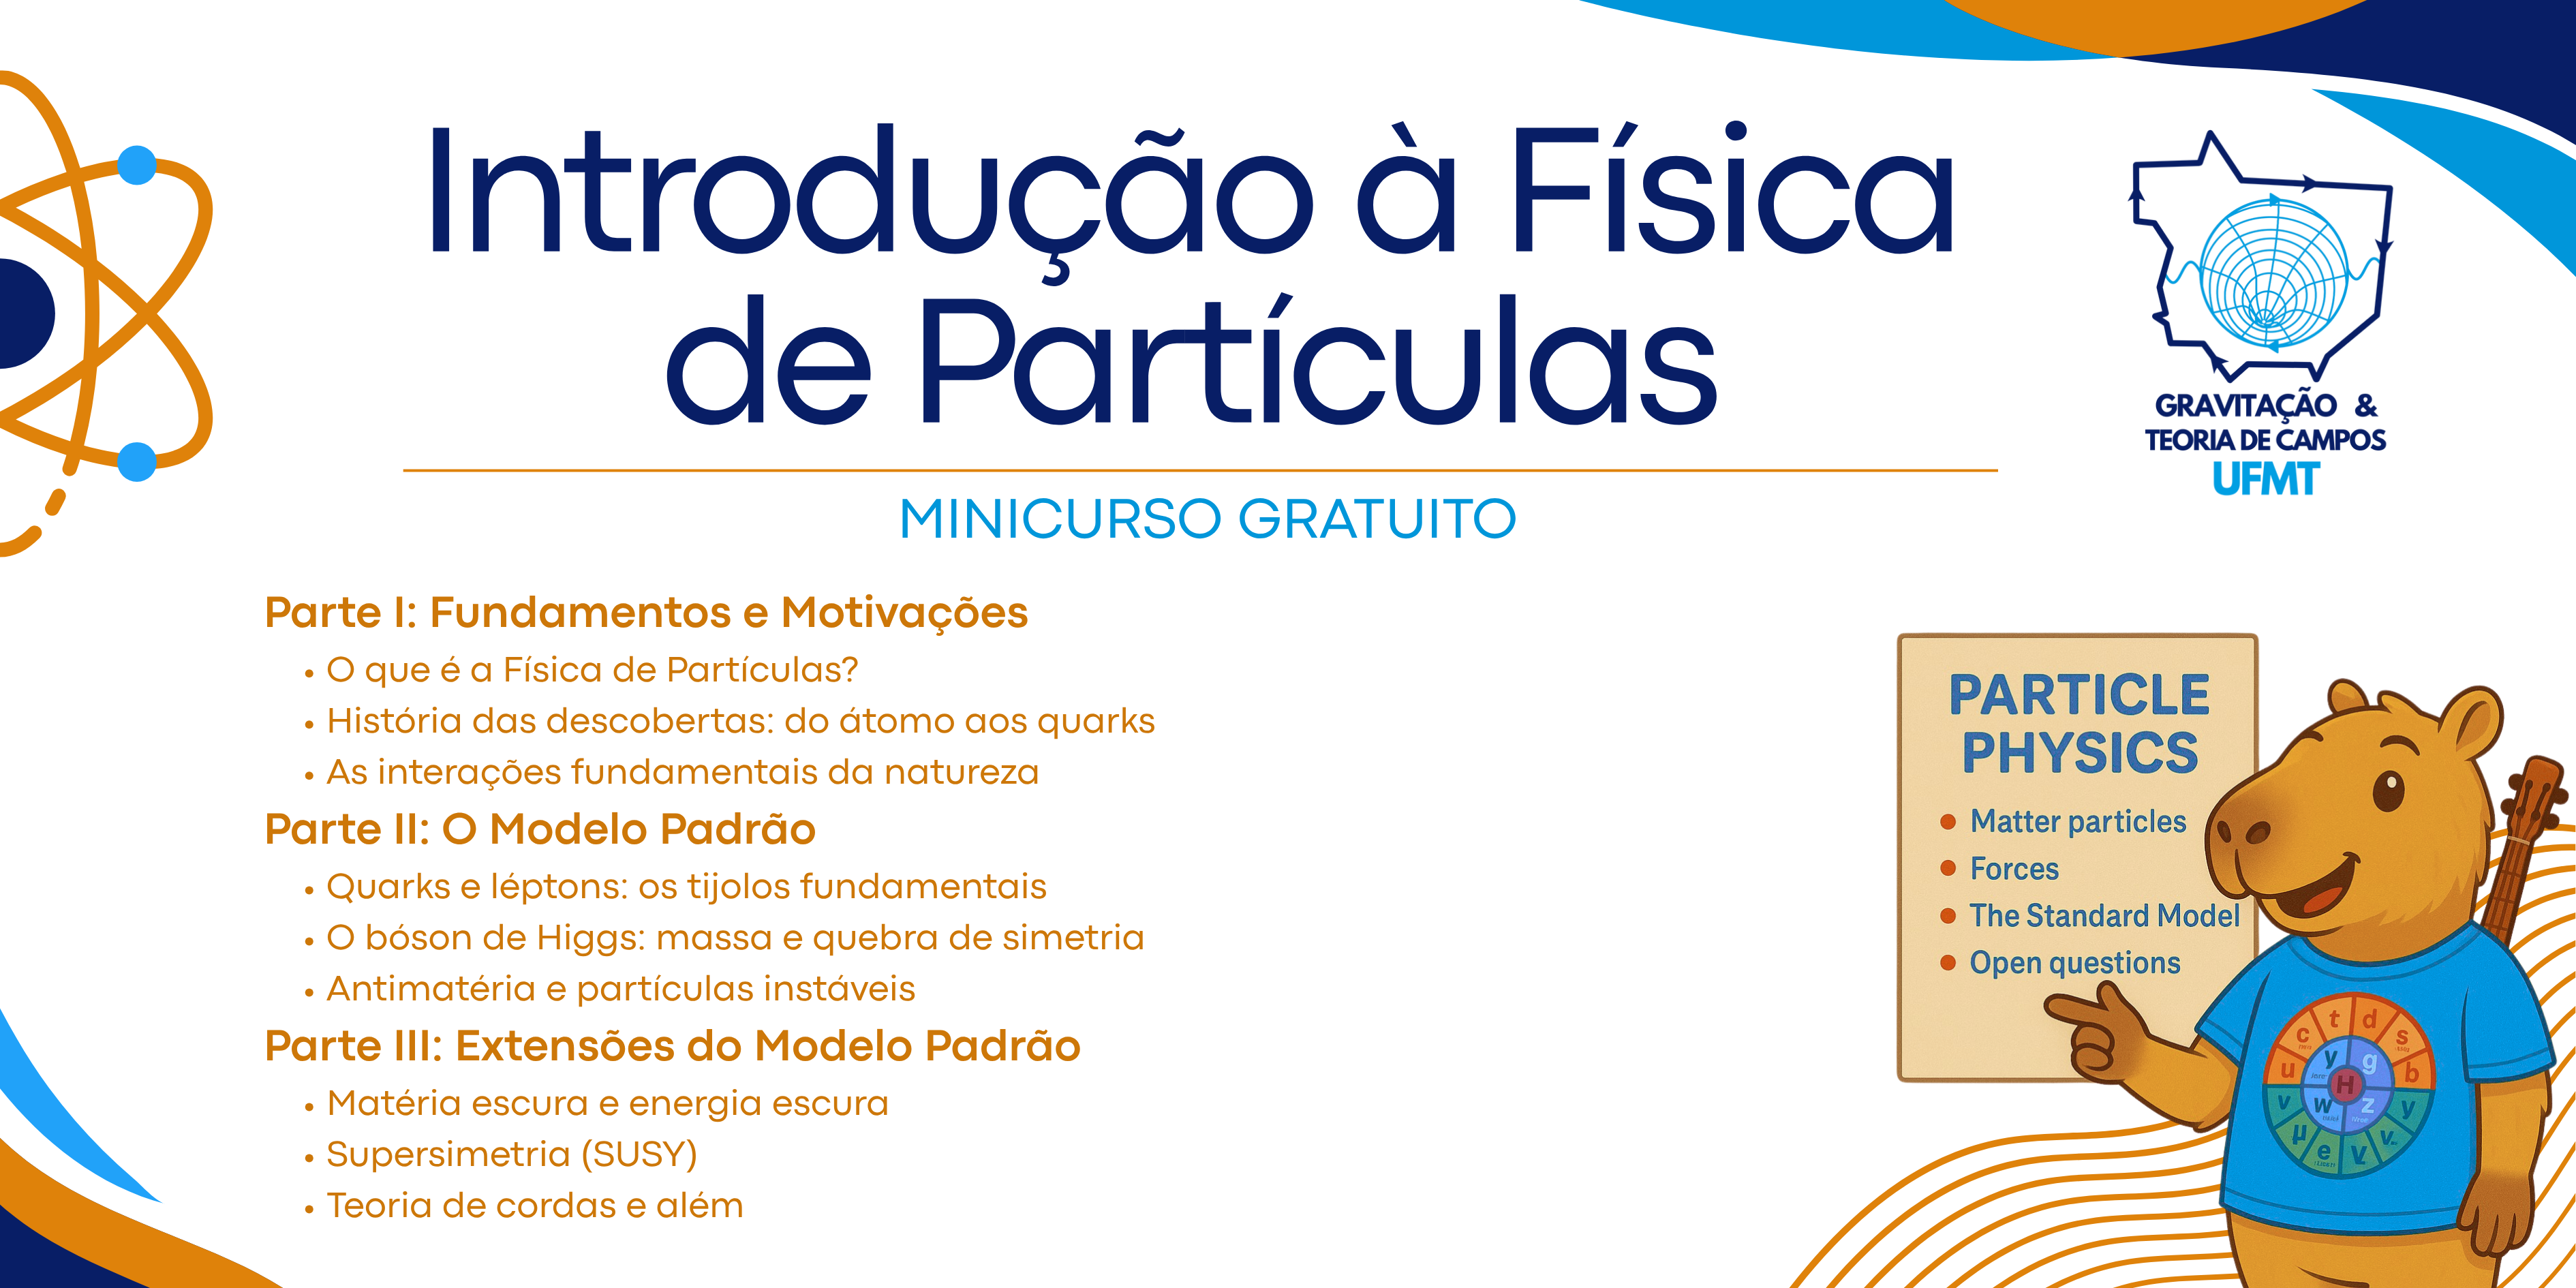 Introdução à Física
de Partículas
MINICURSO GRATUITO
GRAVITAÇÃO &
TEORIA DE CAMPOS
UFMT
Parte I: Fundamentos e Motivações
• O que é a Física de Partículas?
• História das descobertas: do átomo aos quarks
• As interações fundamentais da natureza
Parte II: O Modelo Padrão
• Quarks e léptons: os tijolos fundamentais
• O bóson de Higgs: massa e quebra de simetria
• Antimatéria e partículas instáveis
Parte III: Extensões do Modelo Padrão
• Matéria escura e energia escura
• Supersimetria (SUSY)
• Teoria de cordas e além
PARTICLE
PHYSICS
• Matter particles
• Forces
• The Standard Model
• Open questions
c t d s
u y g b
H
v w z y
μ e v v